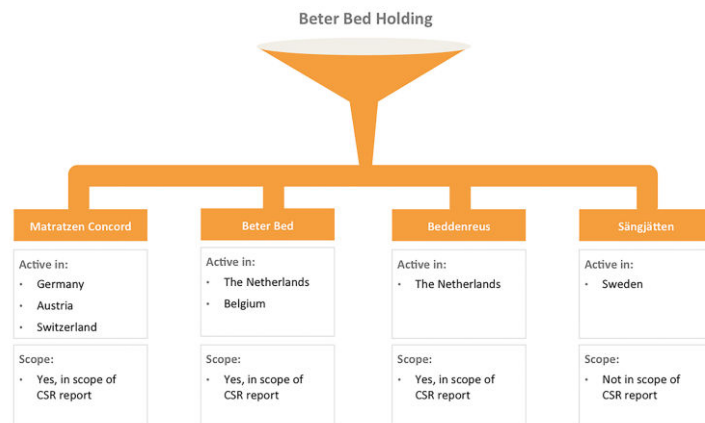 Beter Bed Holding
Matratzen Concord
Active in:
• Germany
• Austria
• Switzerland
Scope:
• Yes, in scope of
CSR report
Beter Bed
Active in:
• The Netherlands
• Belgium
Scope:
• Yes, in scope of
CSR report
Beddenreus
Active in:
• The Netherlands
Scope:
• Yes, in scope of
CSR report
Sängjätten
Active in:
• Sweden
Scope:
• Not in scope of
CSR report